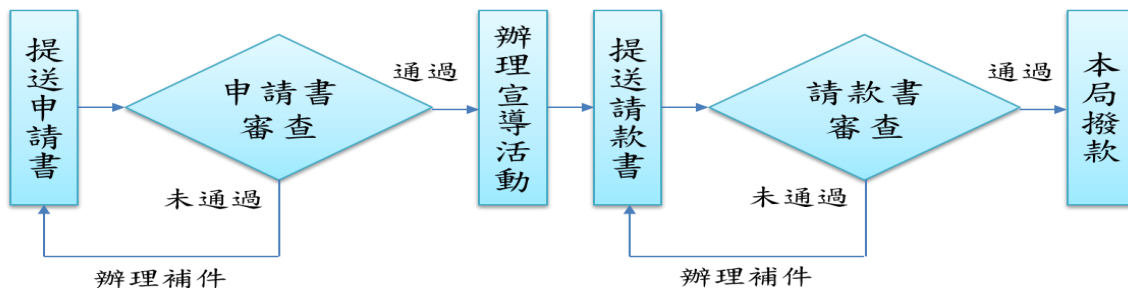 提送申請書
申請書
審查
通過
未通過
辦理補件
辦理宣導活動
提送請款書
請款書
審查
通過
未通過
辦理補件
本局撥款